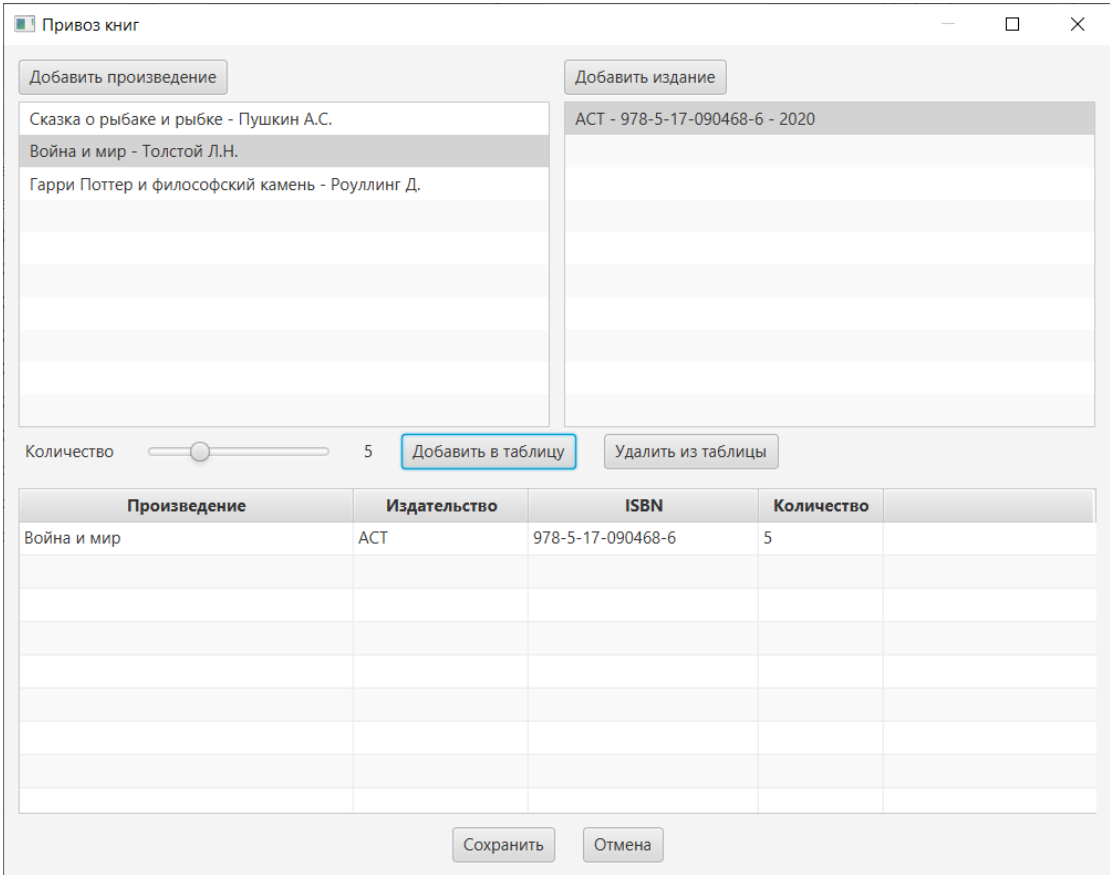 Привоз книг
Добавить произведение
Добавить издание
Сказка о рыбаке и рыбке - Пушкин А.С.
Война и мир - Толстой Л.Н.
Гарри Поттер и философский камень - Роуллинг Д.
АСТ - 978-5-17-090468-6 - 2020
Количество 5 Добавить в таблицу Удалить из таблицы
Произведение Издательство ISBN Количество
Война и мир АСТ 978-5-17-090468-6 5
Сохранить Отмена